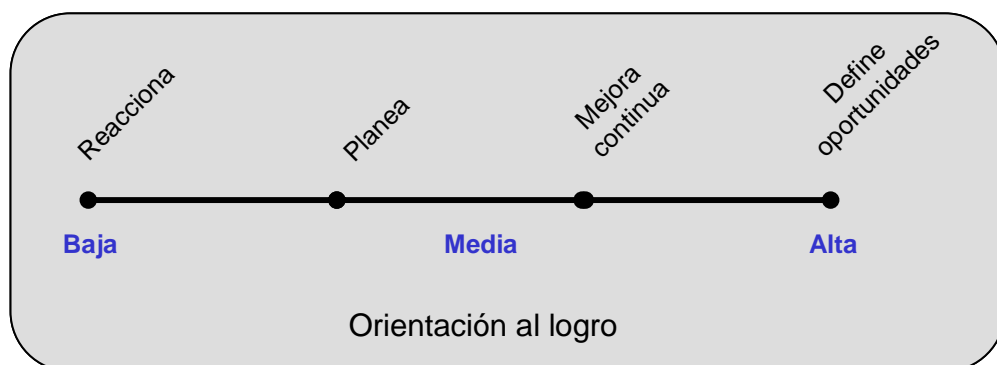 Reacciona
Planea
Mejora
continua
Define
oportunidades
Baja
Media
Alta
Orientación al logro